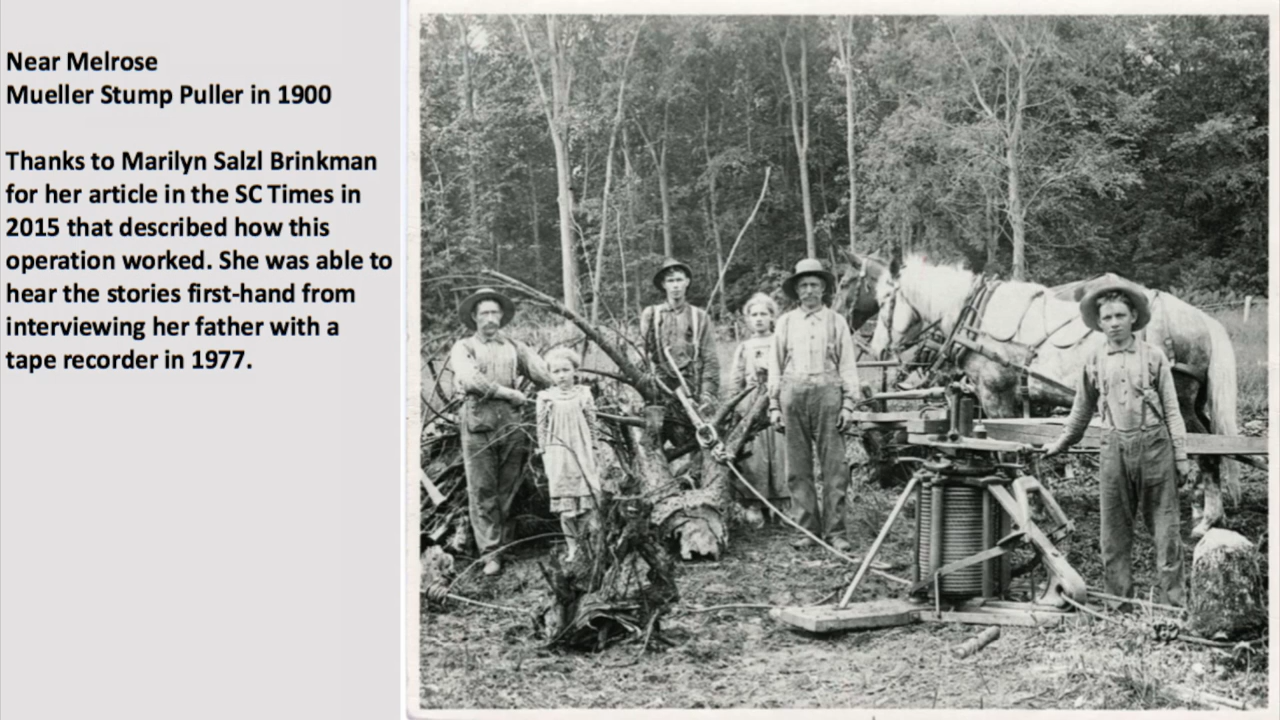 Near Melrose
Mueller Stump Puller in 1900
Thanks to Marilyn Salzl Brinkman
for her article in the SC Times in
2015 that described how this
operation worked. She was able to
hear the stories first-hand from
interviewing her father with a
tape recorder in 1977.